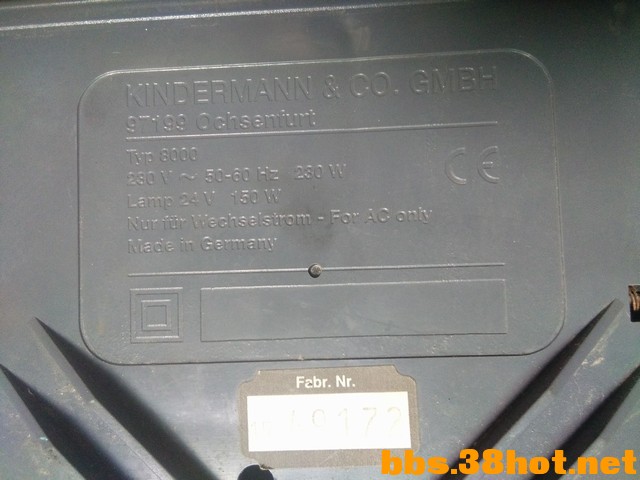 KINDERMANN & CO. GMBH
97199 Ochsenfurt
Typ 8000
230 V ~ 50-60 Hz 230 W
Lamp 24 V 150 W
Nur für Wechselstrom - For AC only
Made in Germany
CE
Fabr. Nr.
bbs.38hot.net